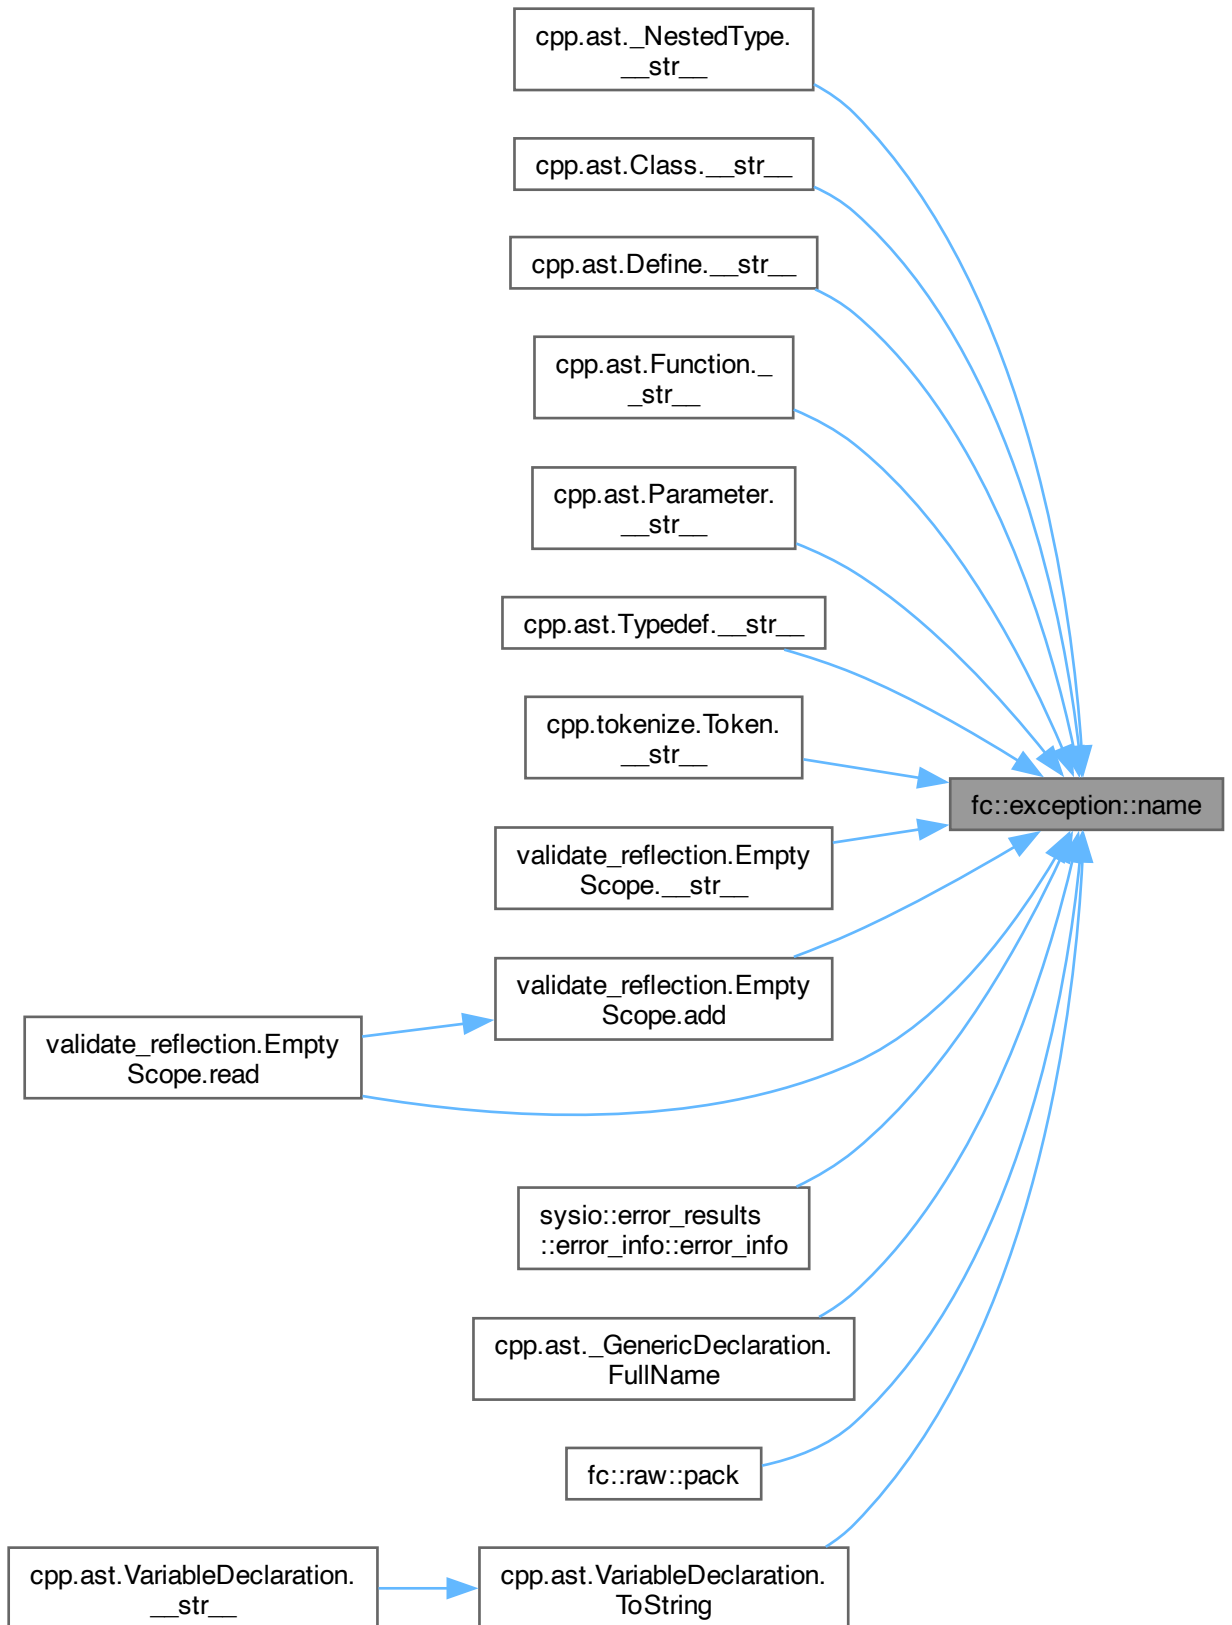 cpp.ast._NestedType.
__str__
cpp.ast.Class.__str__
cpp.ast.Define.__str__
cpp.ast.Function._
_str__
cpp.ast.Parameter.
__str__
cpp.ast.Typedef.__str__
cpp.tokenize.Token.
__str__
fc::exception::name
validate_reflection.Empty
Scope.__str__
validate_reflection.Empty
Scope.add
validate_reflection.Empty
Scope.read
sysio::error_results
::error_info::error_info
cpp.ast._GenericDeclaration.
FullName
fc::raw::pack
cpp.ast.VariableDeclaration.
__str__
cpp.ast.VariableDeclaration.
ToString